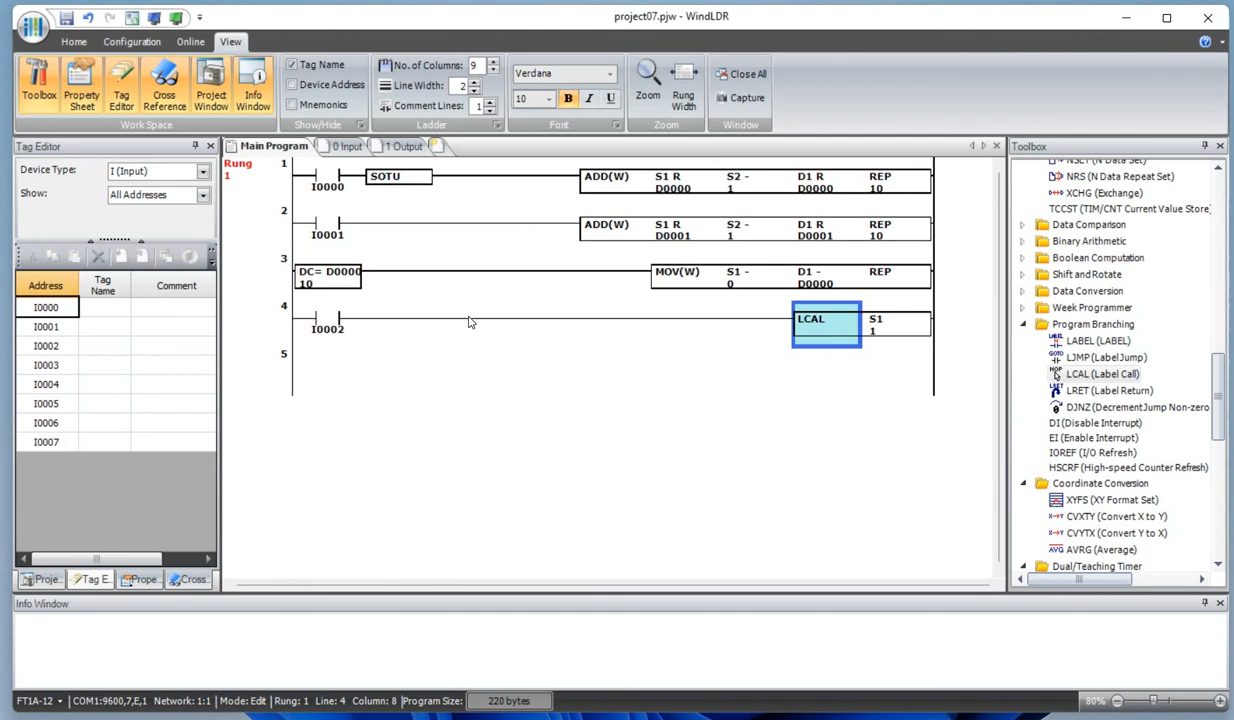 project07.pjw - WindLDR
Home Configuration Online View
Toolbox Property Sheet Tag Editor Cross Reference Project Window Info Window
Work Space
Tag Name
Device Address
Mnemonics
Show/Hide
No. of Columns: 9
Line Width: 2
Comment Lines: 1
Ladder
Verdana
10 B I U
Font
Zoom Rung Width
Zoom
Close All
Capture
Window
Tag Editor
Device Type: I (Input)
Show: All Addresses
Address Tag Name Comment
I0000
I0001
I0002
I0003
I0004
I0005
I0006
I0007
Proje Tag E... Prope Cross
Main Program 0 Input 1 Output
Rung 1
1
I0000 SOTU ADD(W) S1 R S2 - D1 R REP
D0000 1 D0000 10
2
I0001 ADD(W) S1 R S2 - D1 R REP
D0001 1 D0001 10
3
DC= D0000 MOV(W) S1 - D1 - REP
10 0 D0000
4
I0002 LCAL S1
1
5
Toolbox
NSET (N Data Set)
NRS (N Data Repeat Set)
XCHG (Exchange)
TCCST (TIM/CNT Current Value Store)
Data Comparison
Binary Arithmetic
Boolean Computation
Shift and Rotate
Data Conversion
Week Programmer
Program Branching
LABEL (LABEL)
LJMP (LabelJump)
LCAL (Label Call)
LRET (Label Return)
DJNZ (DecrementJump Non-zero
DI (Disable Interrupt)
EI (Enable Interrupt)
IOREF (I/O Refresh)
HSCRF (High-speed Counter Refresh)
Coordinate Conversion
XYFS (XY Format Set)
CVXTY (Convert X to Y)
CVYTX (Convert Y to X)
AVRG (Average)
Dual/Teaching Timer
Info Window
FT1A-12 COM1:9600,7,E,1 Network: 1:1 Mode: Edit Rung: 1 Line: 4 Column: 8 Program Size: 220 bytes 80%